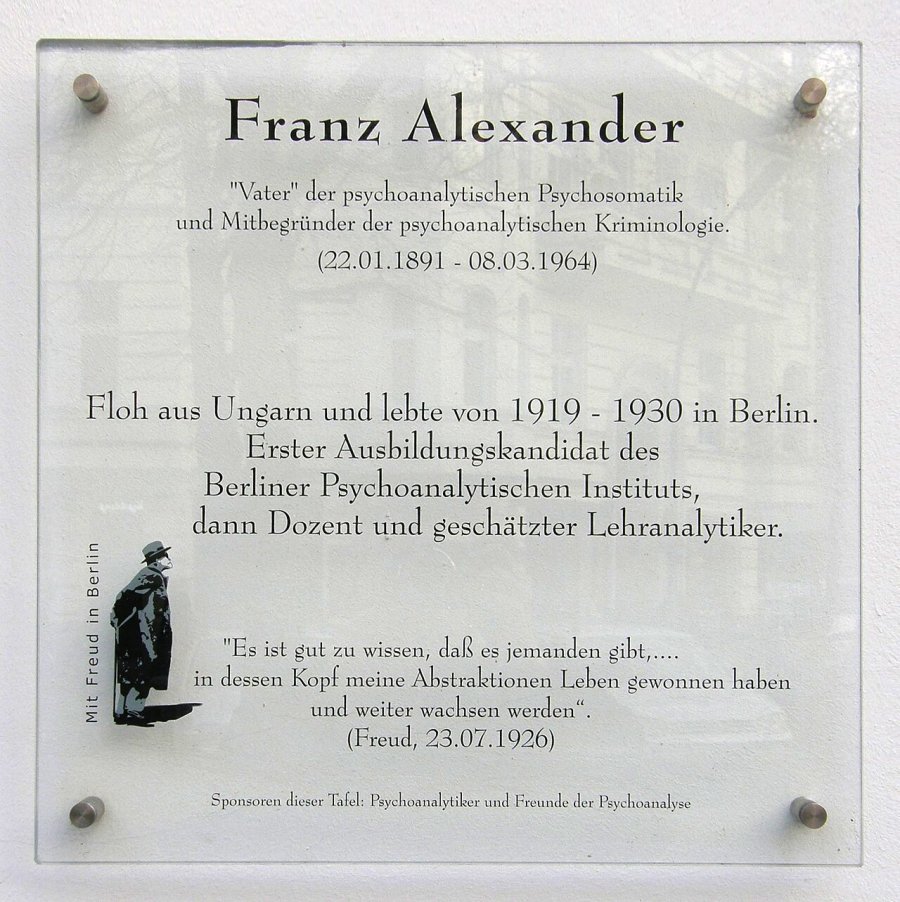 Franz Alexander
"Vater" der psychoanalytischen Psychosomatik
und Mitbegründer der psychoanalytischen Kriminologie.
(22.01.1891 - 08.03.1964)
Floh aus Ungarn und lebte von 1919 - 1930 in Berlin.
Erster Ausbildungskandidat des
Berliner Psychoanalytischen Instituts,
dann Dozent und geschätzter Lehranalytiker.
Mit Freud in Berlin
"Es ist gut zu wissen, daß es jemanden gibt,....
in dessen Kopf meine Abstraktionen Leben gewonnen haben
und weiter wachsen werden“.
(Freud, 23.07.1926)
Sponsoren dieser Tafel: Psychoanalytiker und Freunde der Psychoanalyse